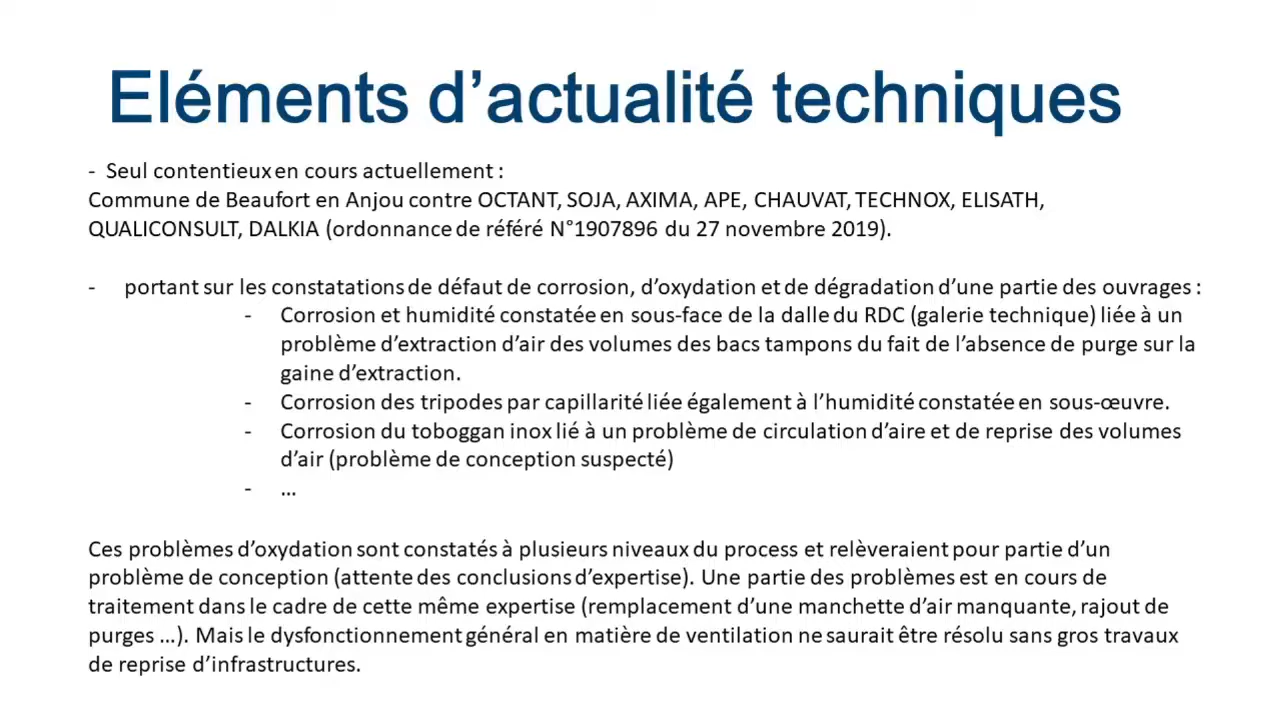 Eléments d’actualité techniques
- Seul contentieux en cours actuellement :
Commune de Beaufort en Anjou contre OCTANT, SOJA, AXIMA, APE, CHAUVAT, TECHNOX, ELISATH,
QUALICONSULT, DALKIA (ordonnance de référé N°1907896 du 27 novembre 2019).
- portant sur les constatations de défaut de corrosion, d’oxydation et de dégradation d’une partie des ouvrages :
- Corrosion et humidité constatée en sous-face de la dalle du RDC (galerie technique) liée à un
problème d’extraction d’air des volumes des bacs tampons du fait de l’absence de purge sur la
gaine d’extraction.
- Corrosion des tripodes par capillarité liée également à l’humidité constatée en sous-œuvre.
- Corrosion du toboggan inox lié à un problème de circulation d’aire et de reprise des volumes
d’air (problème de conception suspecté)
- …
Ces problèmes d’oxydation sont constatés à plusieurs niveaux du process et relèveraient pour partie d’un
problème de conception (attente des conclusions d’expertise). Une partie des problèmes est en cours de
traitement dans le cadre de cette même expertise (remplacement d’une manchette d’air manquante, rajout de
purges …). Mais le dysfonctionnement général en matière de ventilation ne saurait être résolu sans gros travaux
de reprise d’infrastructures.